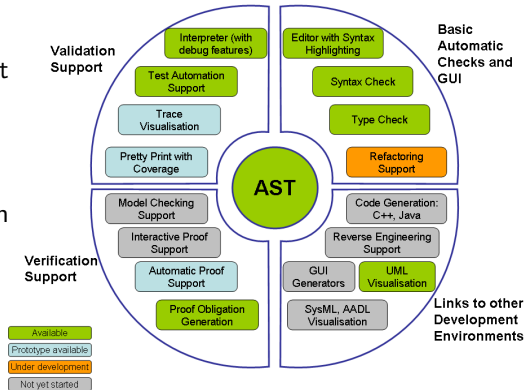 t
n
Validation
Support
Interpreter (with
debug features)
Test Automation
Support
Trace
Visualisation
Pretty Print with
Coverage
Basic
Automatic
Checks and
GUI
Editor with Syntax
Highlighting
Syntax Check
Type Check
Refactoring
Support
AST
Verification
Support
Model Checking
Support
Interactive Proof
Support
Automatic Proof
Support
Proof Obligation
Generation
Code Generation:
C++, Java
Reverse Engineering
Support
GUI
Generators
UML
Visualisation
SysML, AADL
Visualisation
Links to other
Development
Environments
Available
Prototype available
Under development
Not yet started